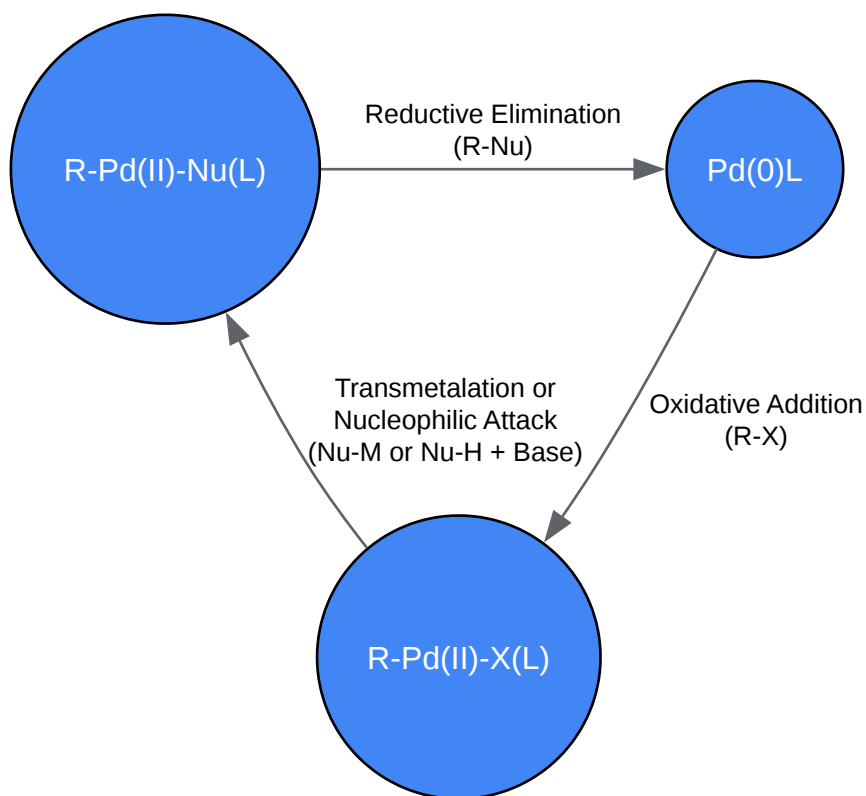 Reductive Elimination
(R-Nu)
R-Pd(II)-Nu(L)
Pd(0)L
Transmetalation or
Nucleophilic Attack
(Nu-M or Nu-H + Base)
Oxidative Addition
(R-X)
R-Pd(II)-X(L)